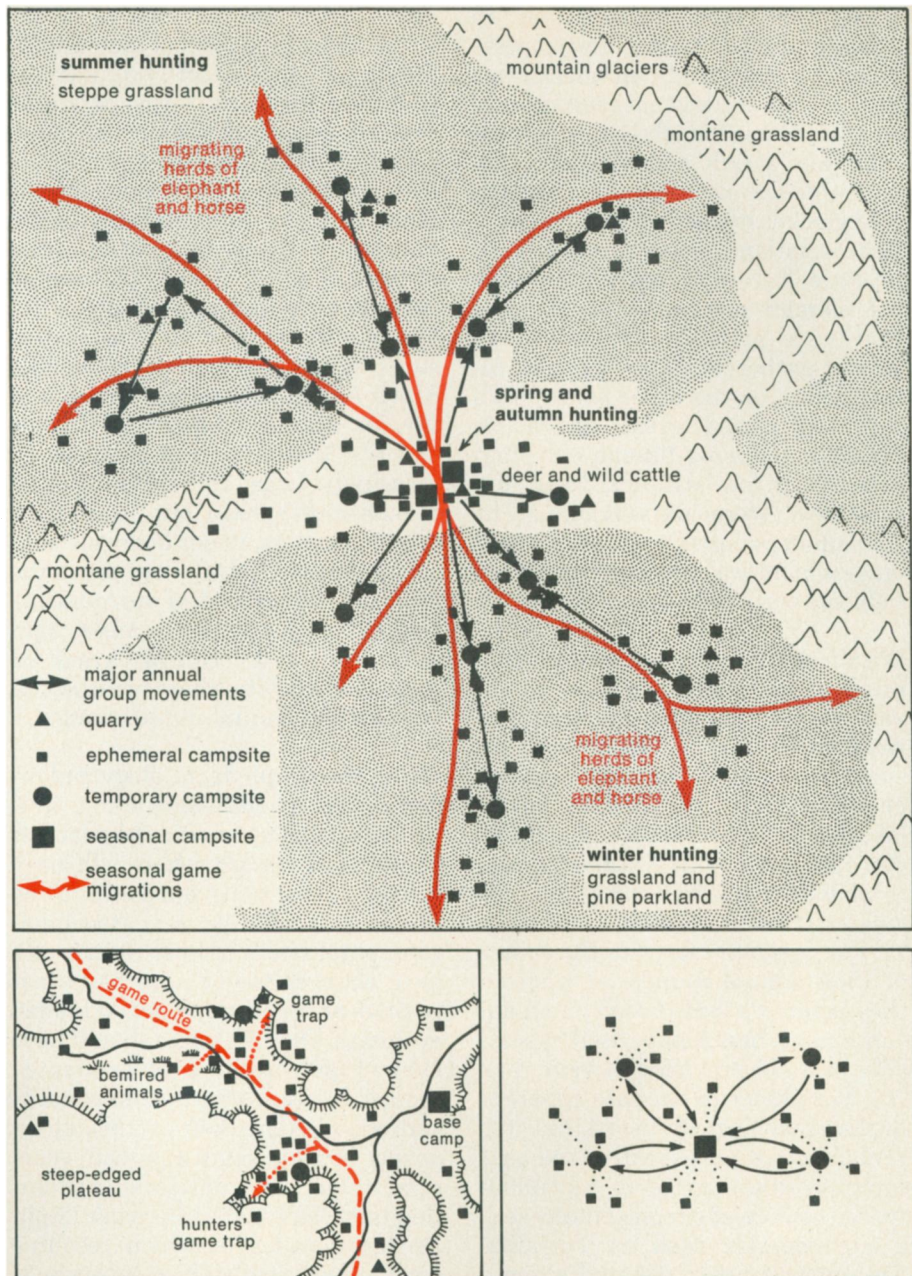 summer hunting
steppe grassland
mountain glaciers
montane grassland
migrating
herds of
elephant
and horse
spring and
autumn hunting
deer and wild cattle
montane grassland
major annual
group movements
quarry
ephemeral campsite
temporary campsite
seasonal campsite
seasonal game
migrations
migrating
herds of
elephant
and horse
winter hunting
grassland and
pine parkland
game route
game
trap
bemired
animals
base
camp
steep-edged
plateau
hunters'
game trap